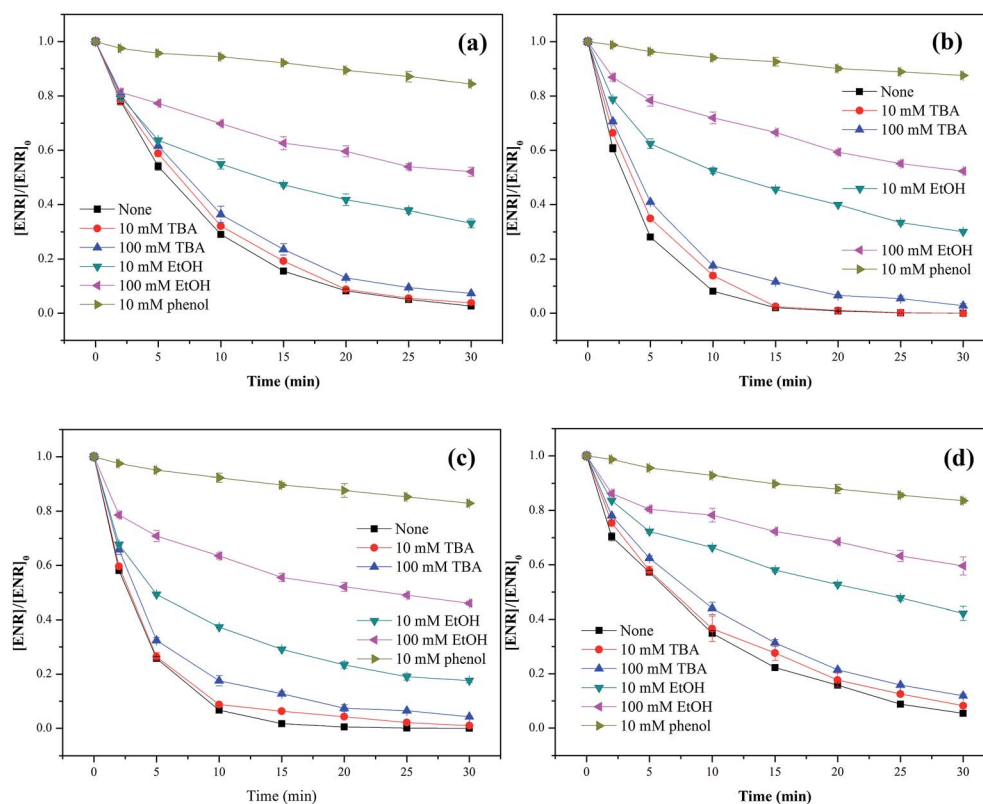 (a)
[ENR]/[ENR]0
1.0
0.8
0.6
0.4
0.2
0.0
None
10 mM TBA
100 mM TBA
10 mM EtOH
100 mM EtOH
10 mM phenol
0 5 10 15 20 25 30
Time (min)
(b)
[ENR]/[ENR]0
1.0
0.8
0.6
0.4
0.2
0.0
None
10 mM TBA
100 mM TBA
10 mM EtOH
100 mM EtOH
10 mM phenol
0 5 10 15 20 25 30
Time (min)
(c)
[ENR]/[ENR]0
1.0
0.8
0.6
0.4
0.2
0.0
None
10 mM TBA
100 mM TBA
10 mM EtOH
100 mM EtOH
10 mM phenol
0 5 10 15 20 25 30
Time (min)
(d)
[ENR]/[ENR]0
1.0
0.8
0.6
0.4
0.2
0.0
None
10 mM TBA
100 mM TBA
10 mM EtOH
100 mM EtOH
10 mM phenol
0 5 10 15 20 25 30
Time (min)